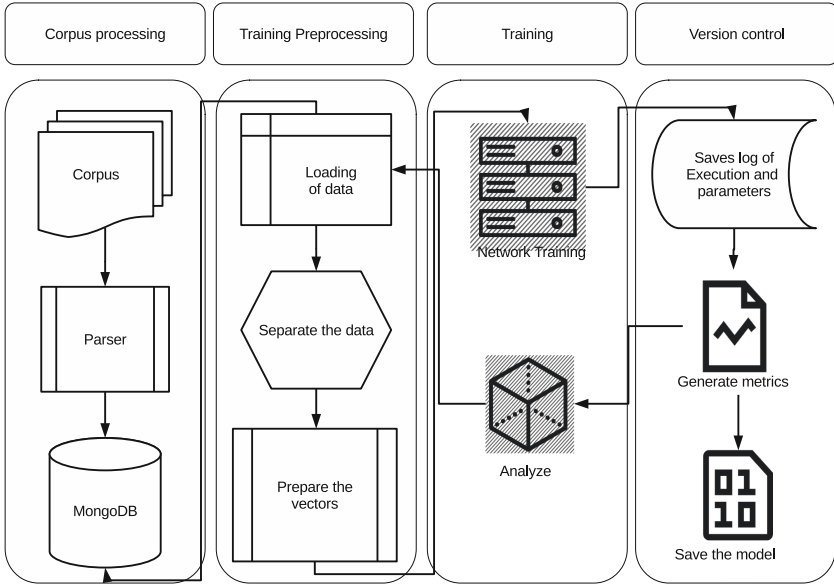 Corpus processing
Training Preprocessing
Training
Version control
Corpus
Parser
MongoDB
Loading
of data
Separate the data
Prepare the
vectors
Network Training
Analyze
Saves log of
Execution and
parameters
Generate metrics
01
10
Save the model